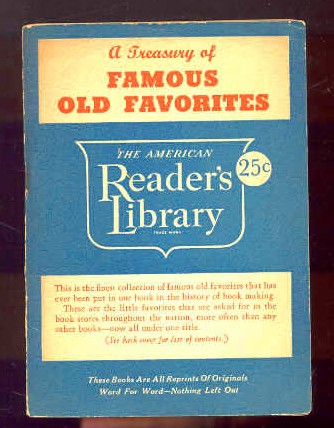 A Treasury of
FAMOUS
OLD FAVORITES
THE AMERICAN
25c
Reader's
Library
TRADE MARK
This is the finest collection of famous old favorites that has
ever been put in one book in the history of book making.
These are the little favorites that are asked for in the
book stores throughout the nation, more often than any
other books—now all under one title.
(See back cover for list of contents.)
These Books Are All Reprints Of Originals
Word For Word—Nothing Left Out